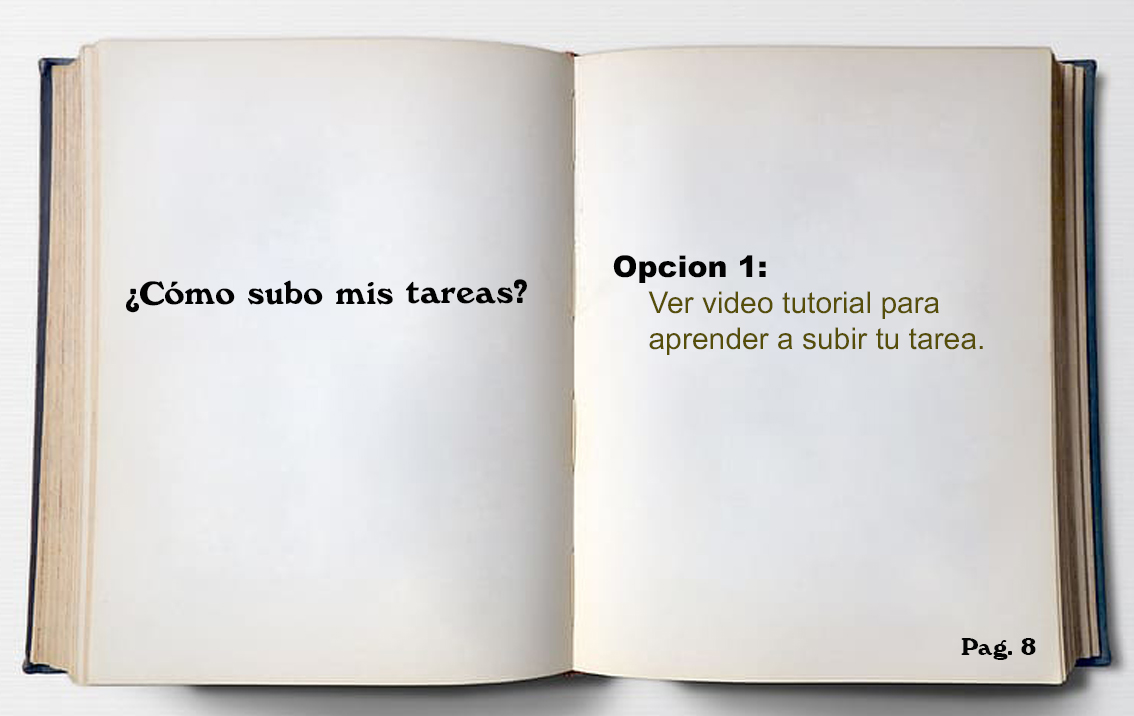 ¿Cómo subo mis tareas?
Opcion 1:
Ver video tutorial para
aprender a subir tu tarea.
Pag. 8